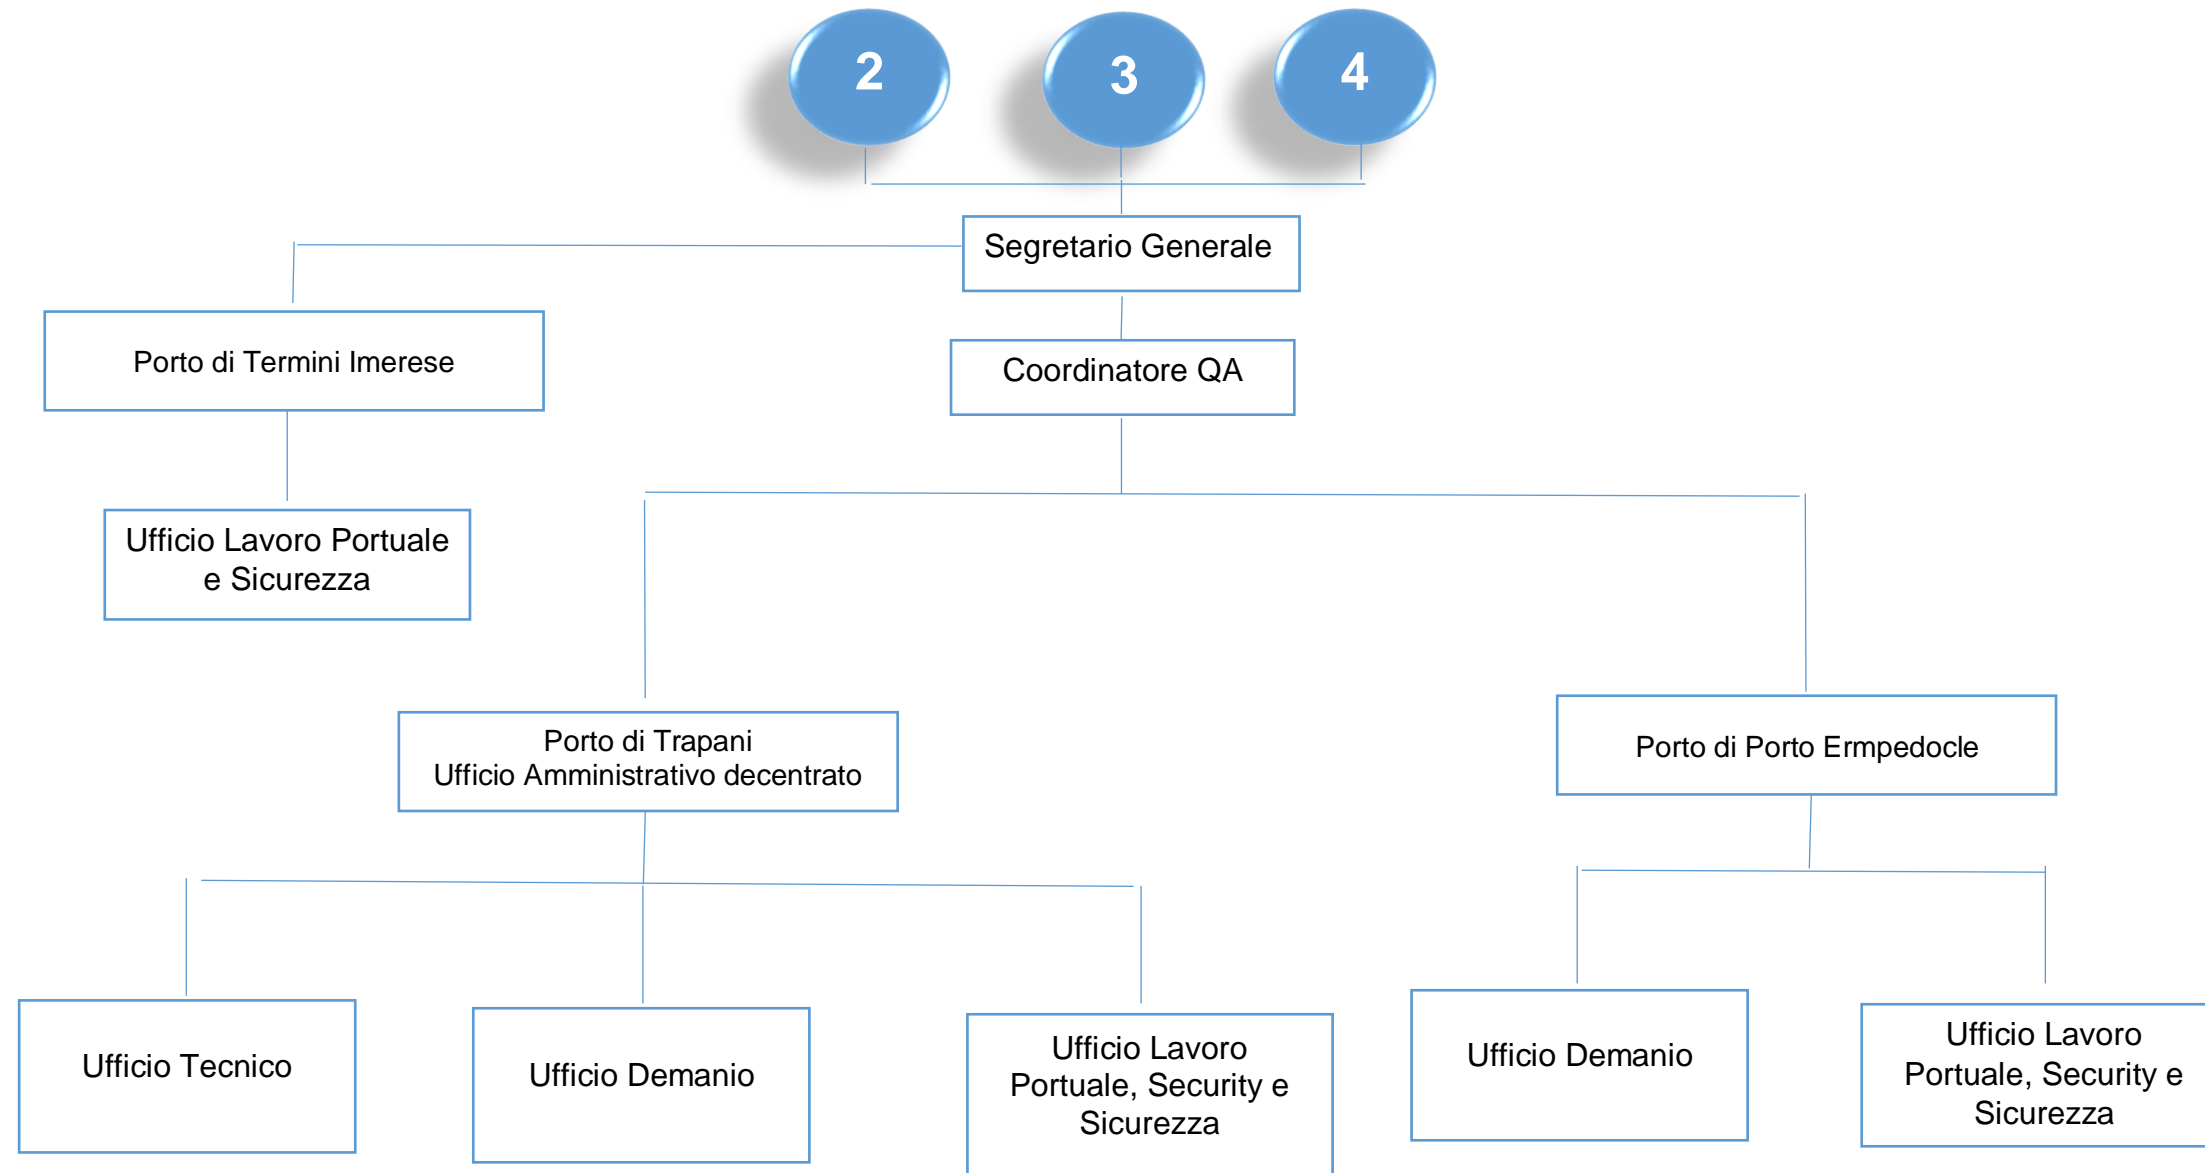 2
3
4
Segretario Generale
Porto di Termini Imerese
Coordinatore QA
Ufficio Lavoro Portuale
e Sicurezza
Porto di Trapani
Ufficio Amministrativo decentrato
Porto di Porto Ermpedocle
Ufficio Tecnico
Ufficio Demanio
Ufficio Lavoro
Portuale, Security e
Sicurezza
Ufficio Demanio
Ufficio Lavoro
Portuale, Security e
Sicurezza